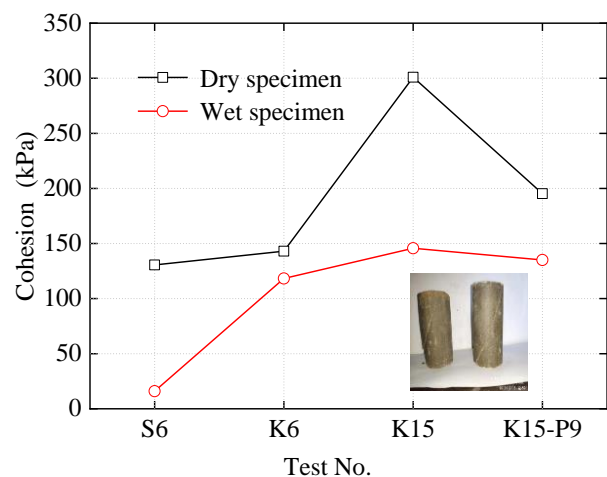 350
300
250
200
150
100
50
0
Cohesion (kPa)
Dry specimen
Wet specimen
S6
K6
K15
K15-P9
Test No.